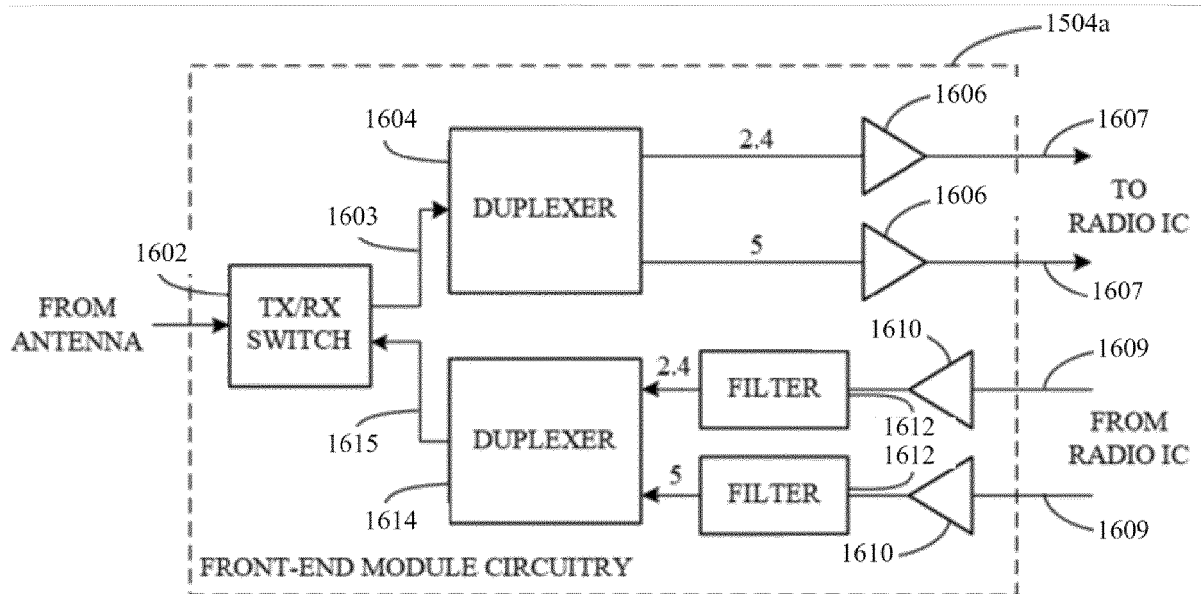 1504a
1606
1604
1607
2.4
DUPLEXER
TO
RADIO IC
1603
1606
1602
5
1607
FROM
ANTENNA
TX/RX
SWITCH
1610
1609
2.4
FILTER
1612
FROM
RADIO IC
DUPLEXER
1615
1612
5
FILTER
1614
1610
1609
FRONT-END MODULE CIRCUITRY